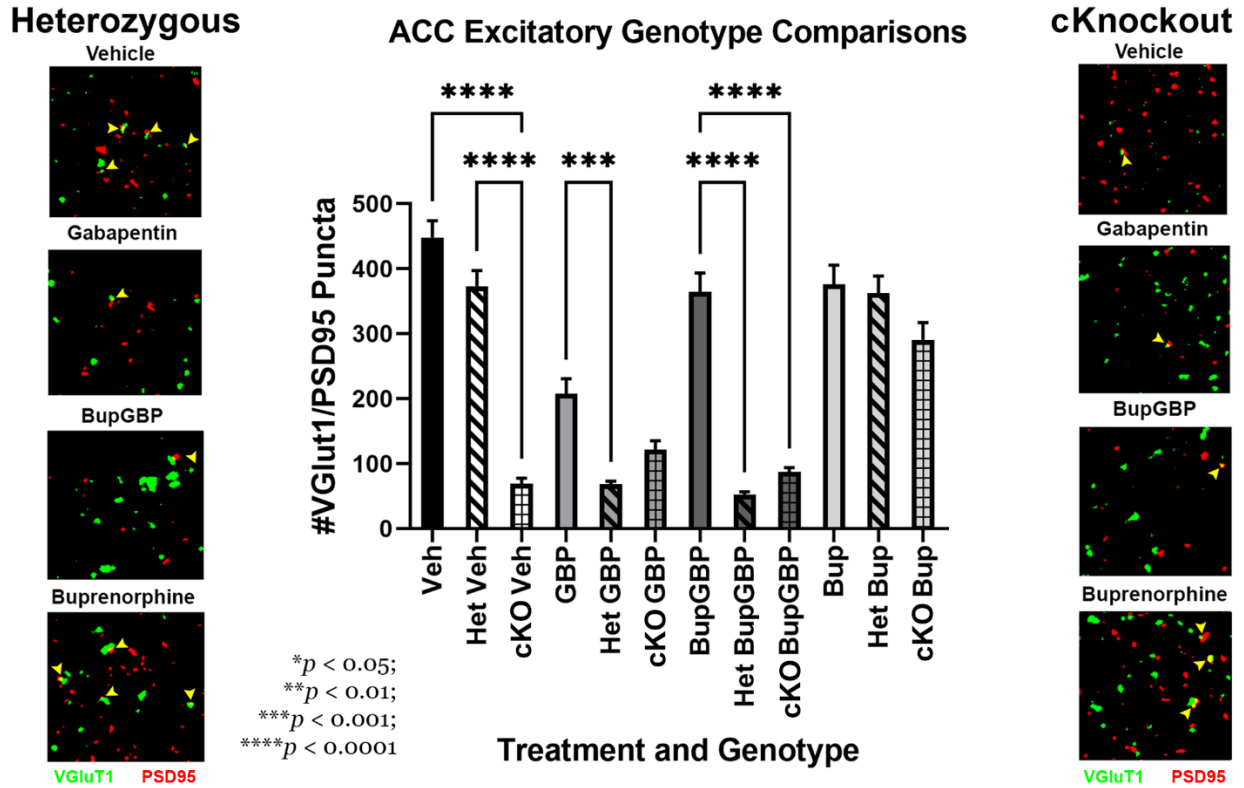 Heterozygous
Vehicle
Gabapentin
BupGBP
Buprenorphine
VGluT1 PSD95
ACC Excitatory Genotype Comparisons
**** ****
**** *** ****
#VGlut1/PSD95 Puncta
500
400
300
200
100
0
Veh
Het Veh
cKO Veh
GBP
Het GBP
cKO GBP
BupGBP
Het BupGBP
cKO BupGBP
Bup
Het Bup
cKO Bup
Treatment and Genotype
*p < 0.05;
**p < 0.01;
***p < 0.001;
****p < 0.0001
cKnockout
Vehicle
Gabapentin
BupGBP
Buprenorphine
VGluT1 PSD95